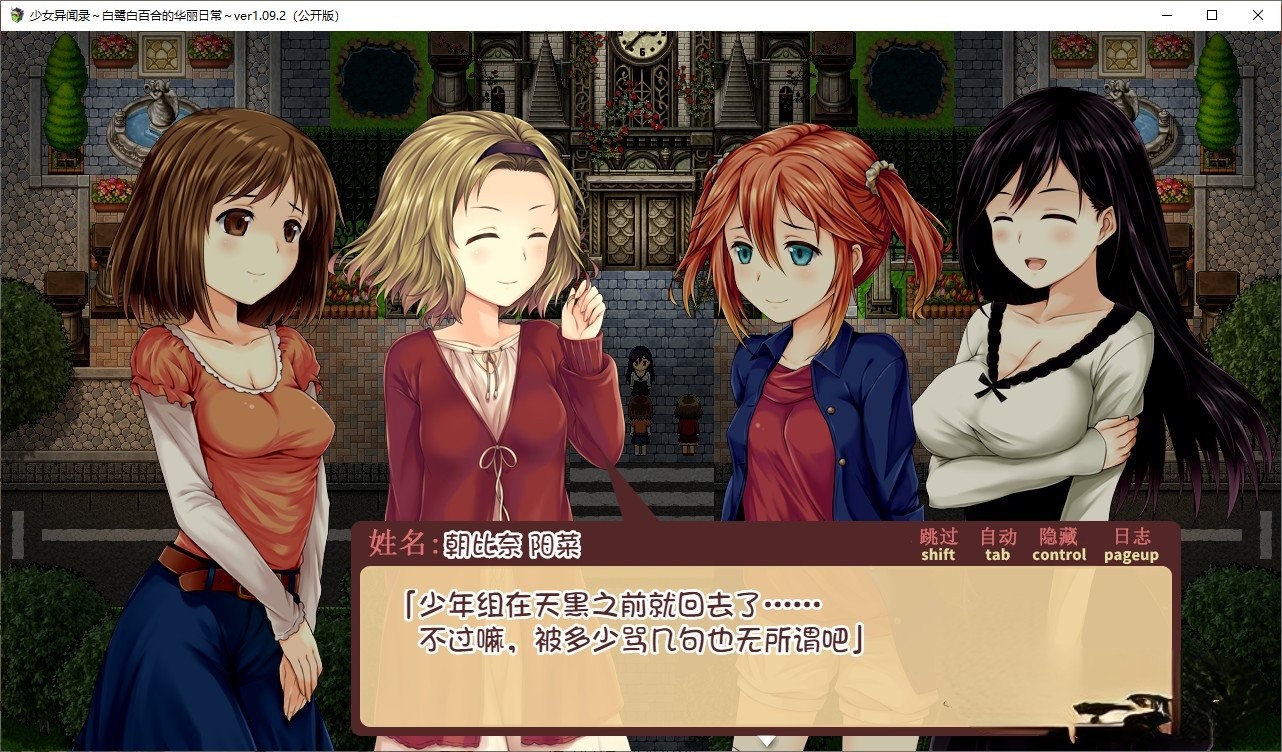 少女异闻录～白鹭白百合的华丽日常～ver1.09.2（公开版）
姓名:朝比奈 阳菜
跳过 自动 隐藏 日志
shift tab control pageup
「少年组在天黑之前就回去了……
不过嘛，被多少骂几句也无所谓吧」